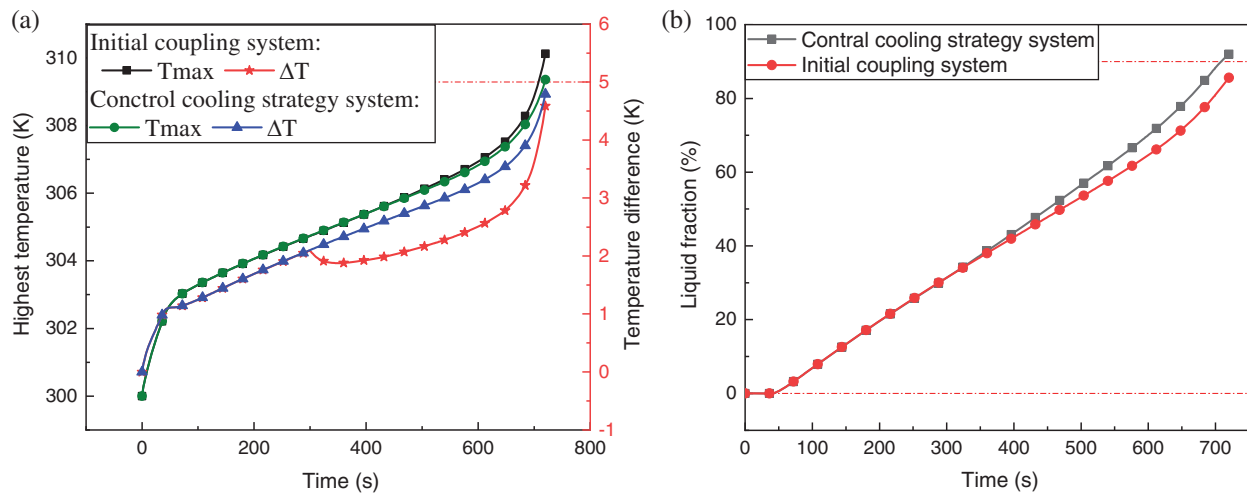 (a)
Initial coupling system:
Tmax ΔT
Conctrol cooling strategy system:
Tmax ΔT
310
308
306
304
302
300
Highest temperature (K)
0 200 400 600 800
Time (s)
6
5
4
3
2
1
0
-1
Temperature difference (K)
(b)
Contral cooling strategy system
Initial coupling system
100
80
60
40
20
0
Liquid fraction (%)
0 100 200 300 400 500 600 700
Time (s)